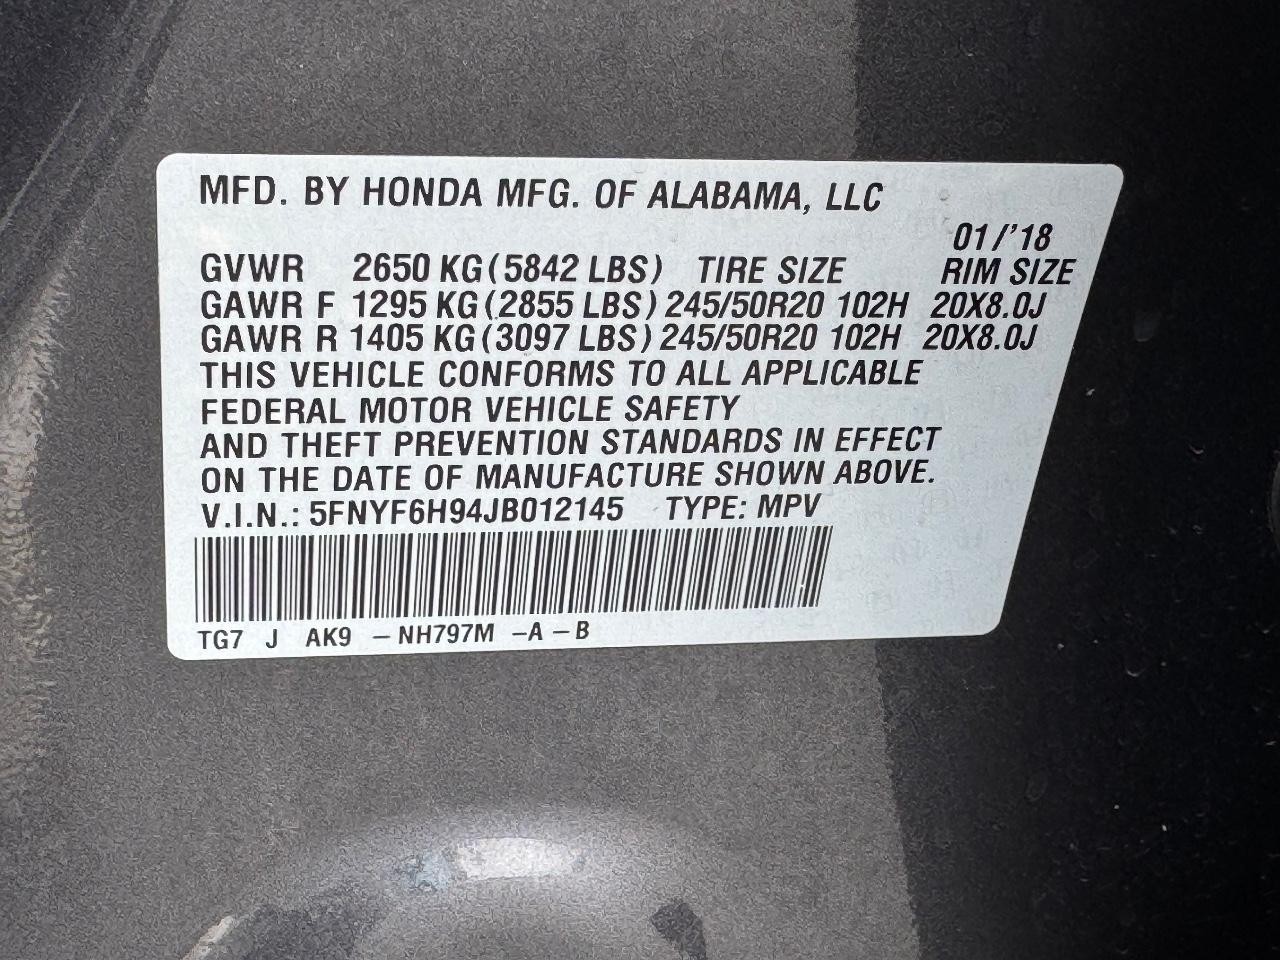 MFD. BY HONDA MFG. OF ALABAMA, LLC
01/'18
GVWR 2650 KG (5842 LBS) TIRE SIZE RIM SIZE
GAWR F 1295 KG (2855 LBS) 245/50R20 102H 20X8.0J
GAWR R 1405 KG (3097 LBS) 245/50R20 102H 20X8.0J
THIS VEHICLE CONFORMS TO ALL APPLICABLE
FEDERAL MOTOR VEHICLE SAFETY
AND THEFT PREVENTION STANDARDS IN EFFECT
ON THE DATE OF MANUFACTURE SHOWN ABOVE.
V.I.N.: 5FNYF6H94JB012145 TYPE: MPV
TG7 J AK9 -NH797M -A -B